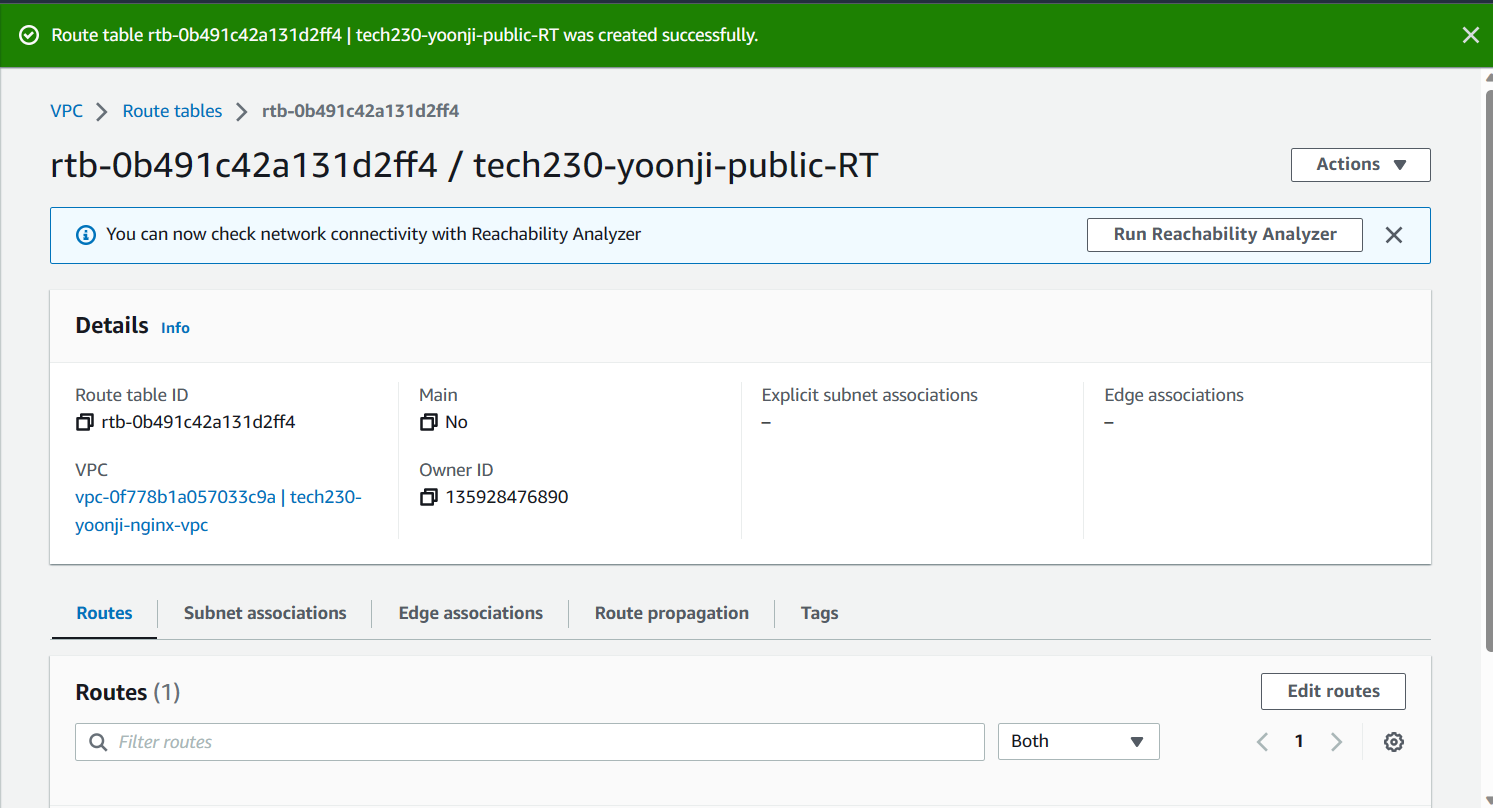 Route table rtb-0b491c42a131d2ff4 | tech230-yoonji-public-RT was created successfully.
VPC Route tables rtb-0b491c42a131d2ff4
rtb-0b491c42a131d2ff4 / tech230-yoonji-public-RT
Actions
You can now check network connectivity with Reachability Analyzer
Run Reachability Analyzer
Details Info
Route table ID
rtb-0b491c42a131d2ff4
VPC
vpc-0f778b1a057033c9a | tech230-
yoonji-nginx-vpc
Main
No
Owner ID
135928476890
Explicit subnet associations
–
Edge associations
–
Routes Subnet associations Edge associations Route propagation Tags
Routes (1)
Edit routes
Filter routes
Both
1